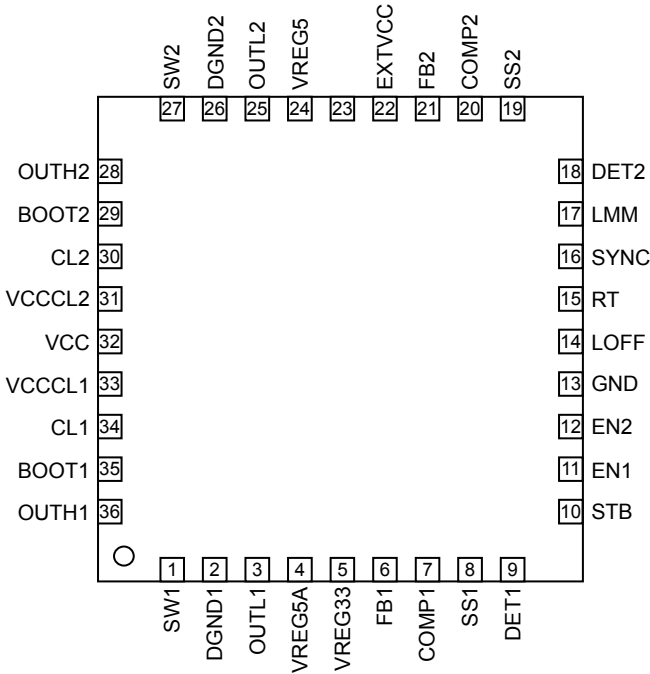 SW2
DGND2
OUTL2
VREG5
EXTVCC
FB2
COMP2
SS2
27
26
25
24
23
22
21
20
19
OUTH2 28
BOOT2 29
CL2 30
VCCCL2 31
VCC 32
VCCCL1 33
CL1 34
BOOT1 35
OUTH1 36
18 DET2
17 LMM
16 SYNC
15 RT
14 LOFF
13 GND
12 EN2
11 EN1
10 STB
1
2
3
4
5
6
7
8
9
SW1
DGND1
OUTL1
VREG5A
VREG33
FB1
COMP1
SS1
DET1